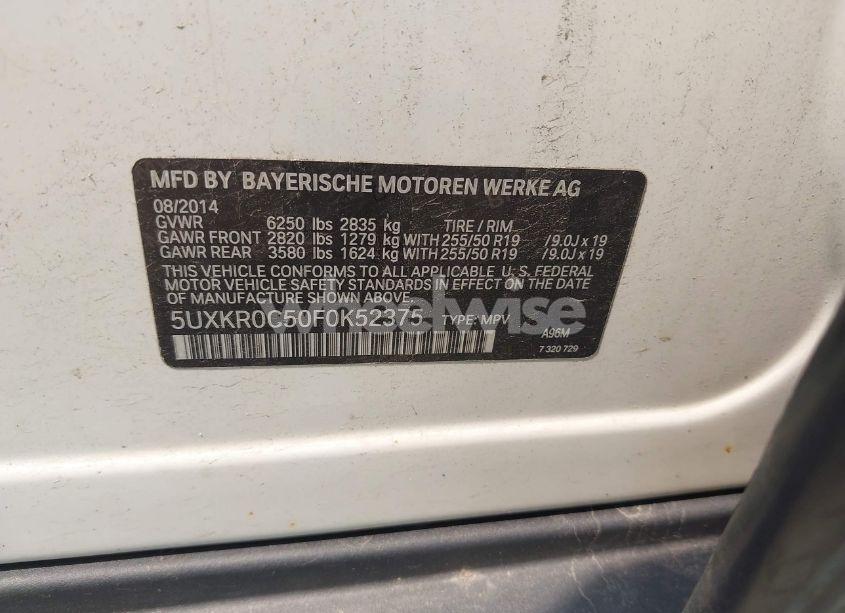 MFD BY BAYERISCHE MOTOREN WERKE AG
08/2014
GVWR 6250 lbs 2835 kg TIRE / RIM
GAWR FRONT 2820 lbs 1279 kg WITH 255/50 R19 /9.0J x 19
GAWR REAR 3580 lbs 1624 kg WITH 255/50 R19 /9.0J x 19
THIS VEHICLE CONFORMS TO ALL APPLICABLE U. S. FEDERAL
MOTOR VEHICLE SAFETY STANDARDS IN EFFECT ON THE DATE
OF MANUFACTURE SHOWN ABOVE.
5UXKR0C50F0K52375 TYPE: MPV
A96M
7 320 729
wheelwise